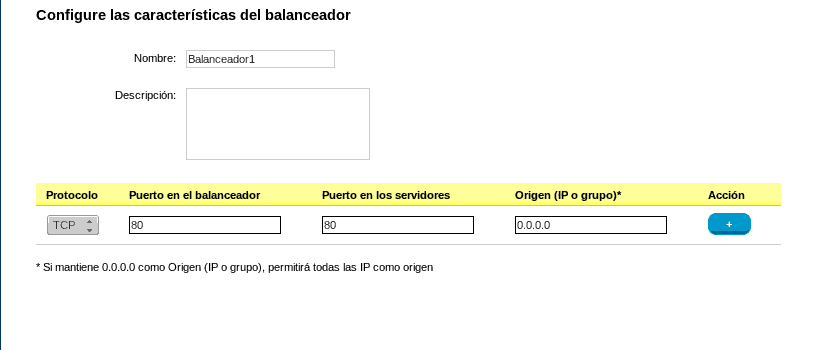 Configure las características del balanceador
Nombre: Balanceador1
Descripción:
Protocolo Puerto en el balanceador Puerto en los servidores Origen (IP o grupo)* Acción
TCP 80 80 0.0.0.0 +
* Si mantiene 0.0.0.0 como Origen (IP o grupo), permitirá todas las IP como origen